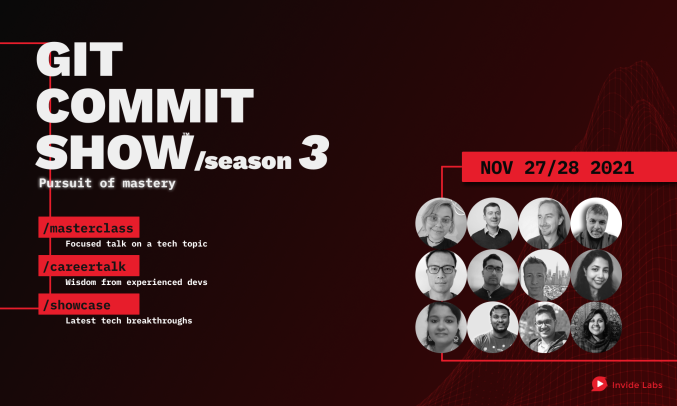 GIT
COMMIT
SHOW™/season 3
Pursuit of mastery
/masterclass
Focused talk on a tech topic
/careertalk
Wisdom from experienced devs
/showcase
Latest tech breakthroughs
NOV 27/28 2021
Invide Labs